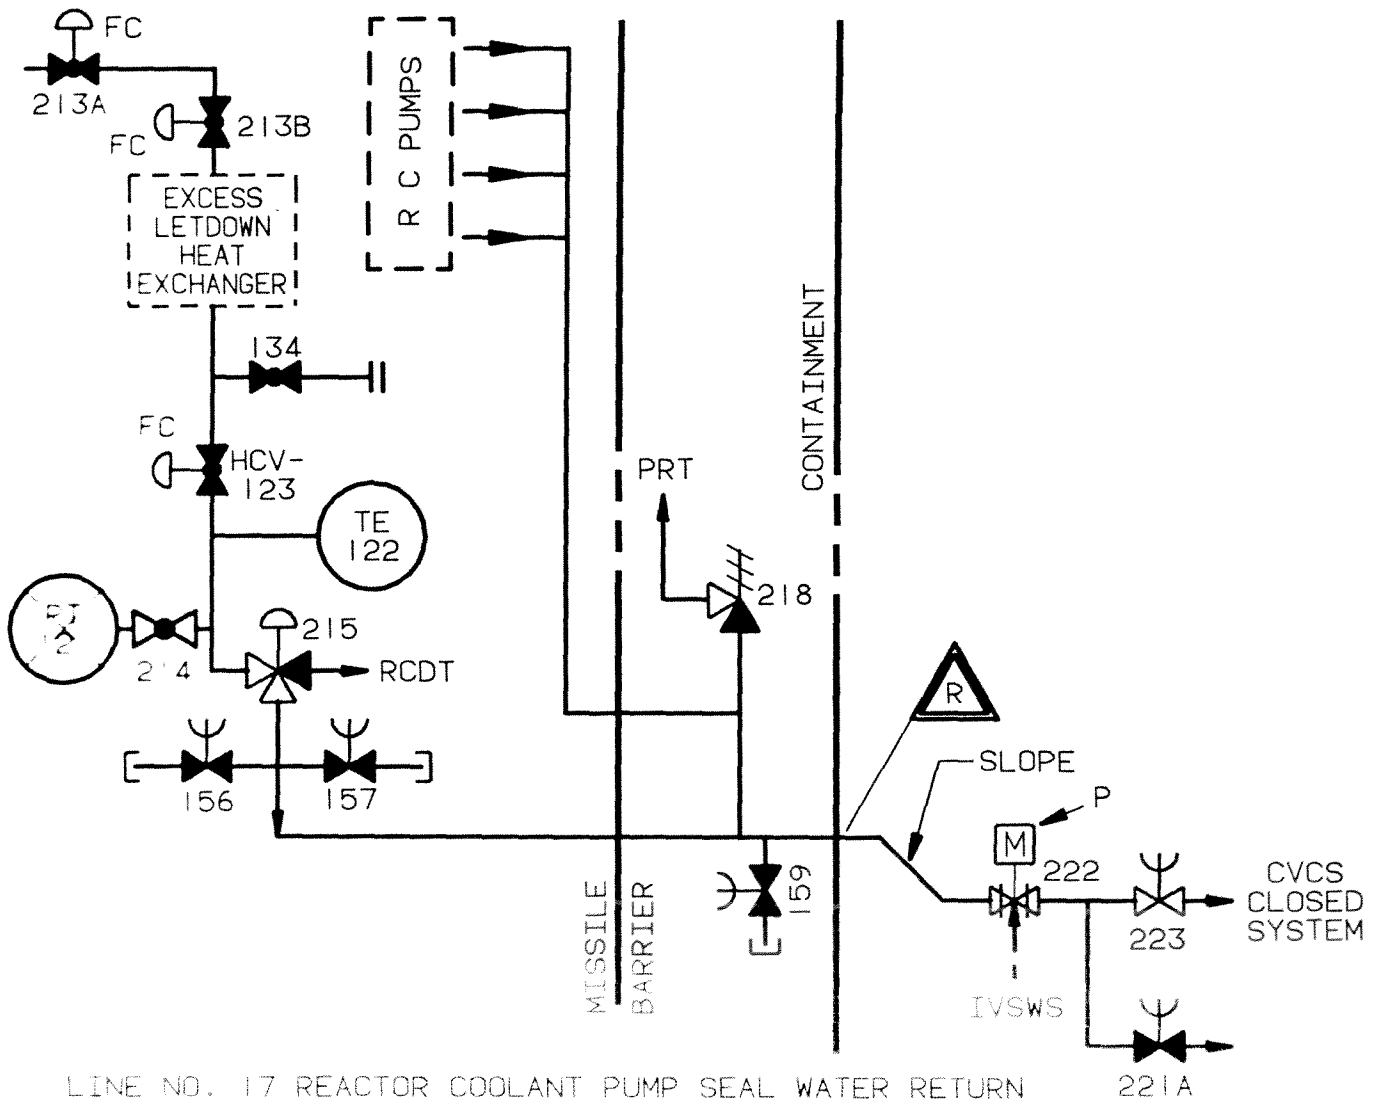 FC
213A
213B
FC
EXCESS
LETDOWN
HEAT
EXCHANGER
R C PUMPS
134
FC
HCV-
123
TE
122
215
RCDT
156
157
PRT
218
CONTAINMENT
R
SLOPE
P
M
222
159
MISSILE
BARRIER
223
CVCS
CLOSED
SYSTEM
IVSWS
221A
LINE NO. 17 REACTOR COOLANT PUMP SEAL WATER RETURN